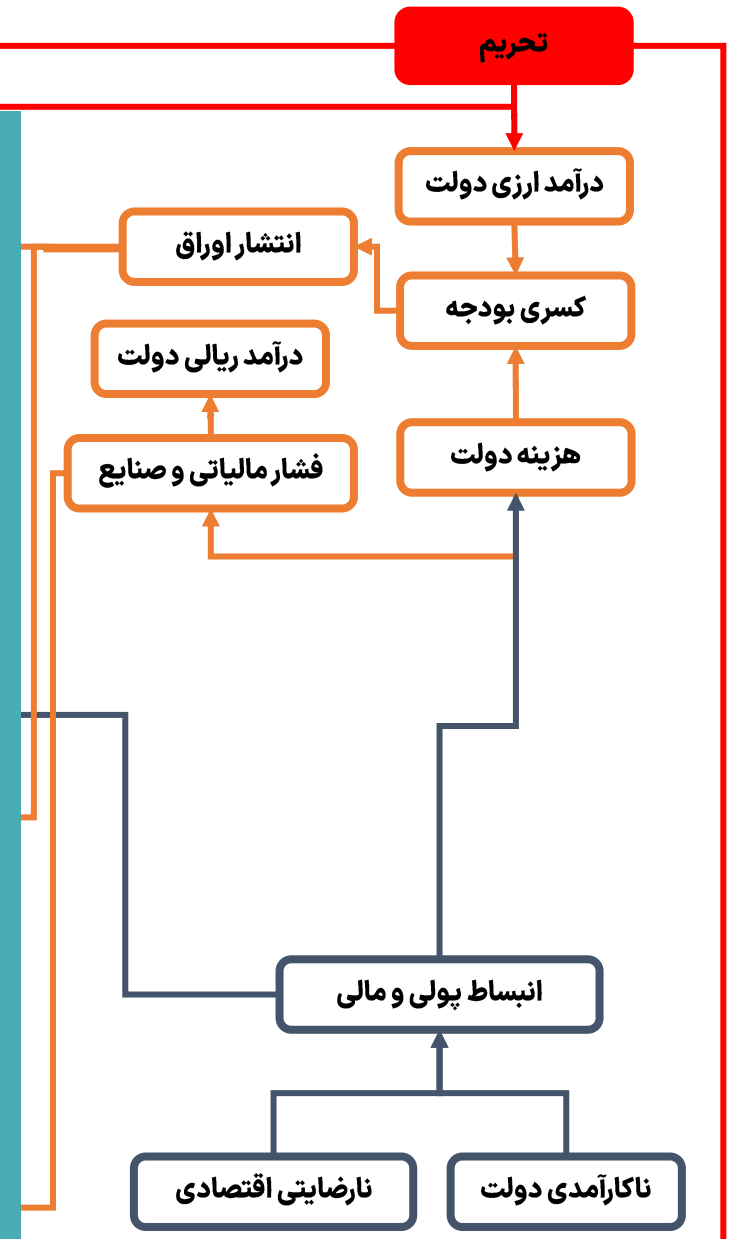 تحریم
درآمد ارزی دولت
انتشار اوراق
کسری بودجه
درآمد ریالی دولت
هزینه دولت
فشار مالیاتی و صنایع
انبساط پولی و مالی
ناکارآمدی دولت
نارضایتی اقتصادی